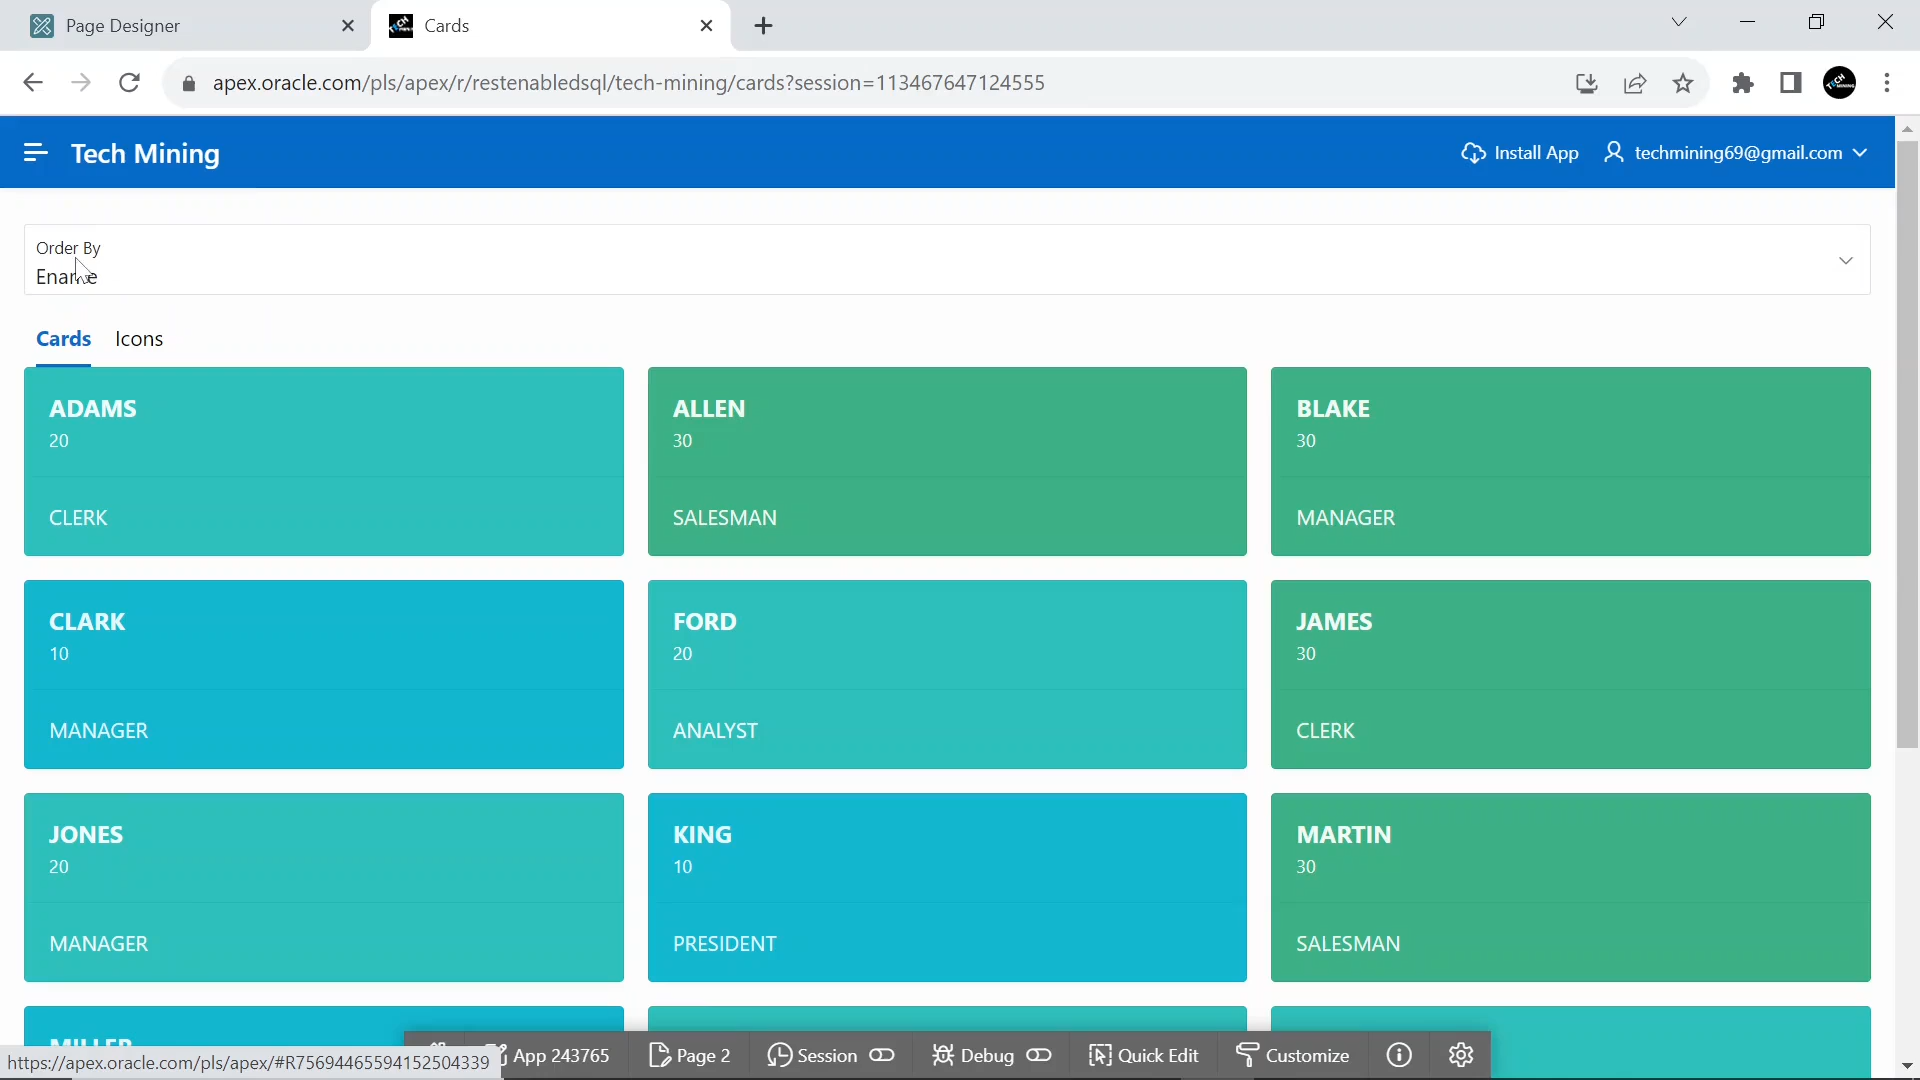 Page Designer
Cards
apex.oracle.com/pls/apex/r/restenabledsql/tech-mining/cards?session=113467647124555
Tech Mining
Install App
techmining69@gmail.com
Order By
Ename
Cards Icons
ADAMS
20
CLERK
ALLEN
30
SALESMAN
BLAKE
30
MANAGER
CLARK
10
MANAGER
FORD
20
ANALYST
JAMES
30
CLERK
JONES
20
MANAGER
KING
10
PRESIDENT
MARTIN
30
SALESMAN
MILLER
App 243765
Page 2
Session
Debug
Quick Edit
Customize
https://apex.oracle.com/pls/apex/#R75694465594152504339